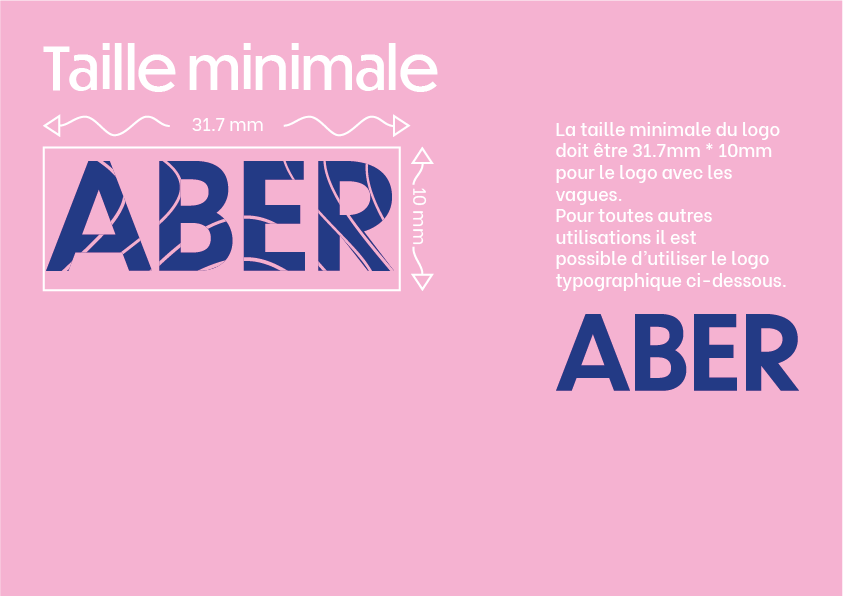 Taille minimale
31.7 mm
ABER
10 mm
La taille minimale du logo
doit être 31.7mm * 10mm
pour le logo avec les
vagues.
Pour toutes autres
utilisations il est
possible d'utiliser le logo
typographique ci-dessous.
ABER